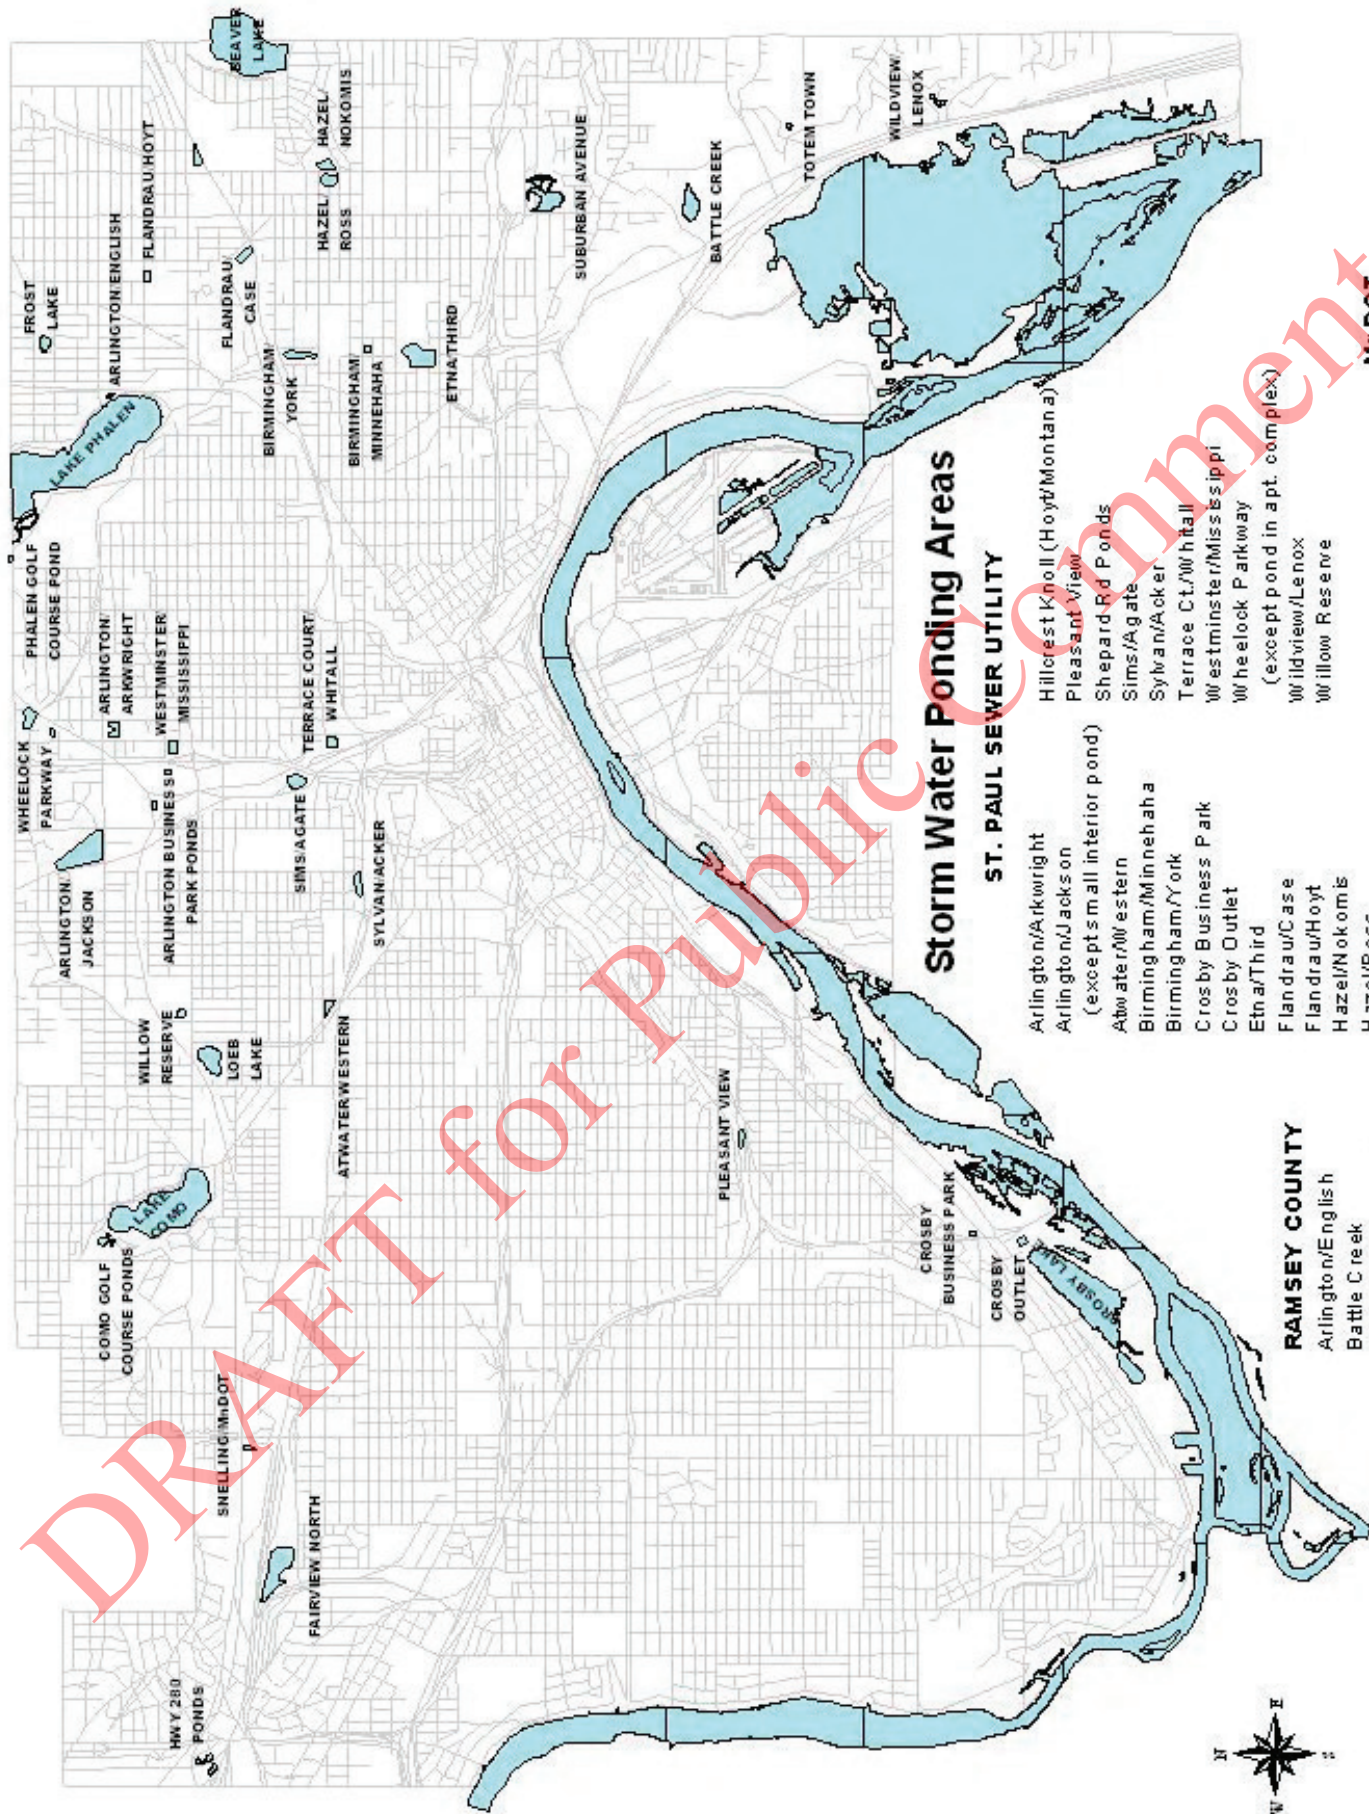 HWY 280
PONDS
FAIRVIEW NORTH
SNELLING/MnDOT
COMO GOLF
COURSE PONDS
LAKE
COMO
WILLOW
RESERVE
LOEB
LAKE
ATWATER/WESTERN
ARLINGTON/
JACKSON
WHEELOCK
PARKWAY
ARLINGTON BUSINESS
PARK PONDS
SIMS/AGATE
SYLVAN/ACKER
PHALEN GOLF
COURSE POND
ARLINGTON/
ARKWRIGHT
WESTMINSTER/
MISSISSIPPI
TERRACE COURT/
WHITALL
LAKE PHALEN
FROST
LAKE
ARLINGTON/ENGLISH
FLANDRAU/HOYT
FLANDRAU/
CASE
BIRMINGHAM/
YORK
BIRMINGHAM/
MINNEHAHA
ETNA/THIRD
BEAVER
LAKE
HAZEL/
NOKOMIS
HAZEL/
ROSS
SUBURBAN AVENUE
BATTLE CREEK
TOTEM TOWN
WILDVIEW/
LENOX
PLEASANT VIEW
CROSBY
BUSINESS PARK
CROSBY
OUTLET
CROSBY LAKE
Storm Water Ponding Areas
ST. PAUL SEWER UTILITY
Arlington/Arkwright
Arlington/Jackson
(except small interior pond)
Atwater/Western
Birmingham/Minnehaha
Birmingham/York
Crosby Business Park
Crosby Outlet
Etna/Third
Flandrau/Case
Flandrau/Hoyt
Hazel/Nokomis
Hazel/Ross
Hillcrest Knoll (Hoyt/Montana)
Pleasant View
Shepard Rd Ponds
Sims/Agate
Sylvan/Acker
Terrace Ct./Whitall
Westminster/Mississippi
Wheelock Parkway
(except pond in apt. complex)
Wildview/Lenox
Willow Reserve
RAMSEY COUNTY
Arlington/English
Battle Creek
MnDOT
N
E
S
W
DRAFT for Public Comment